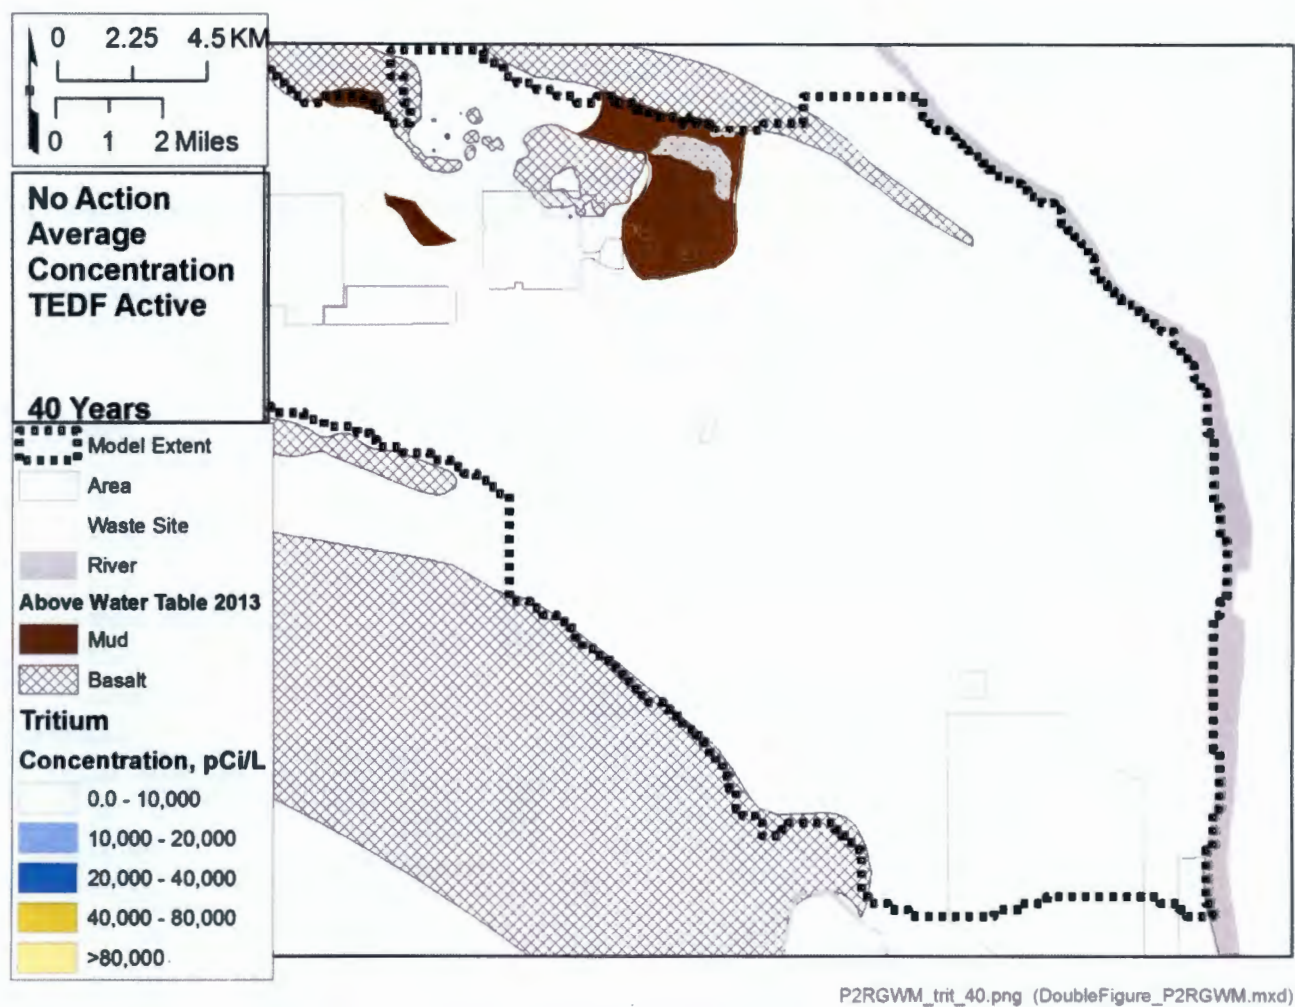 0 2.25 4.5 KM
0 1 2 Miles
No Action
Average
Concentration
TEDF Active
40 Years
Model Extent
Area
Waste Site
River
Above Water Table 2013
Mud
Basalt
Tritium
Concentration, pCi/L
0.0 - 10,000
10,000 - 20,000
20,000 - 40,000
40,000 - 80,000
>80,000
P2RGWM_trit_40.png (DoubleFigure_P2RGWM.mxd)